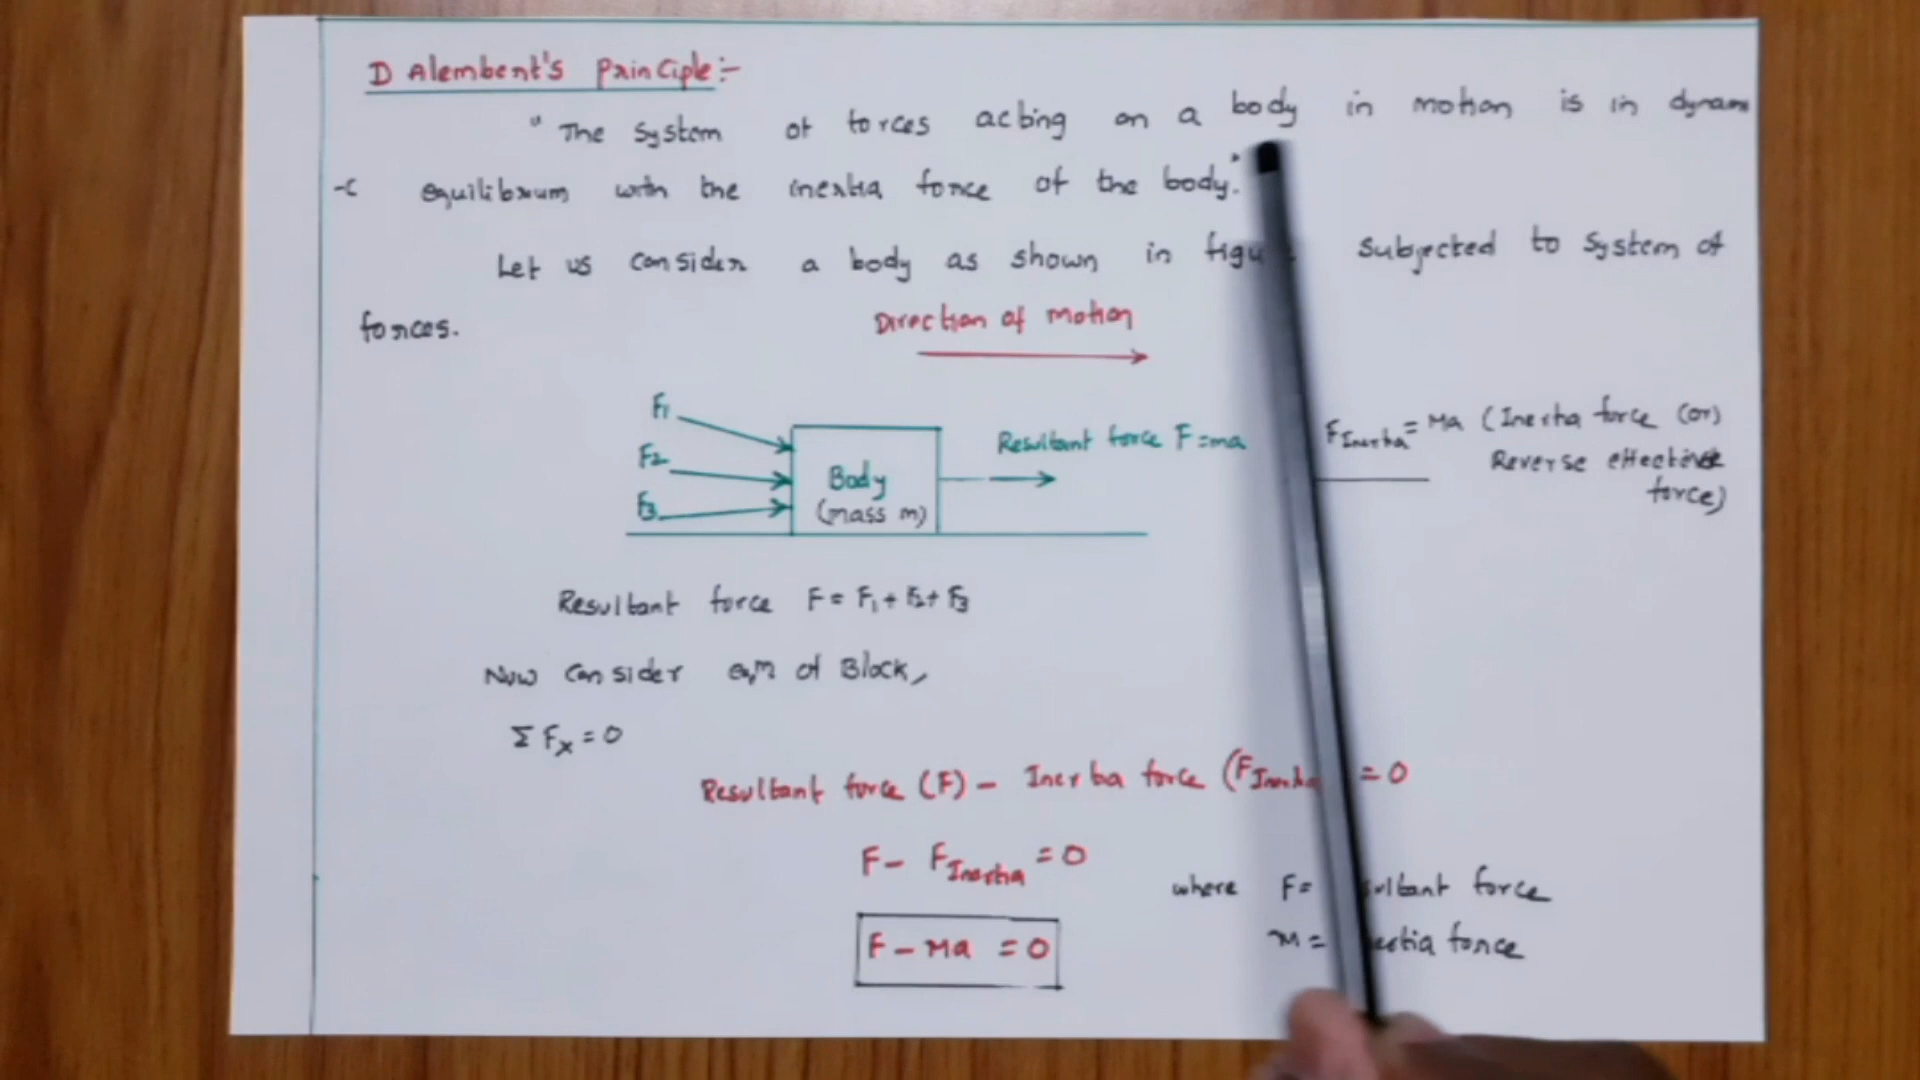 D Alembert's Principle:-
"The System of forces acting on a body in motion is in dynam
-c equilibrium with the inertia force of the body."
Let us consider a body as shown in subjected to system of
forces.
Direction of motion
F1
F2
F3
Body
(mass m)
Resultant force F=ma
FInertia = Ma (Inertia force (or)
Reverse effective
force)
Resultant force F = F1 + F2 + F3
Now Consider eqm of Block,
Σ Fx = 0
Resultant force (F) - Inertia force (FInertia = 0
F - FInertia = 0
F - Ma = 0
where F= force
M = force